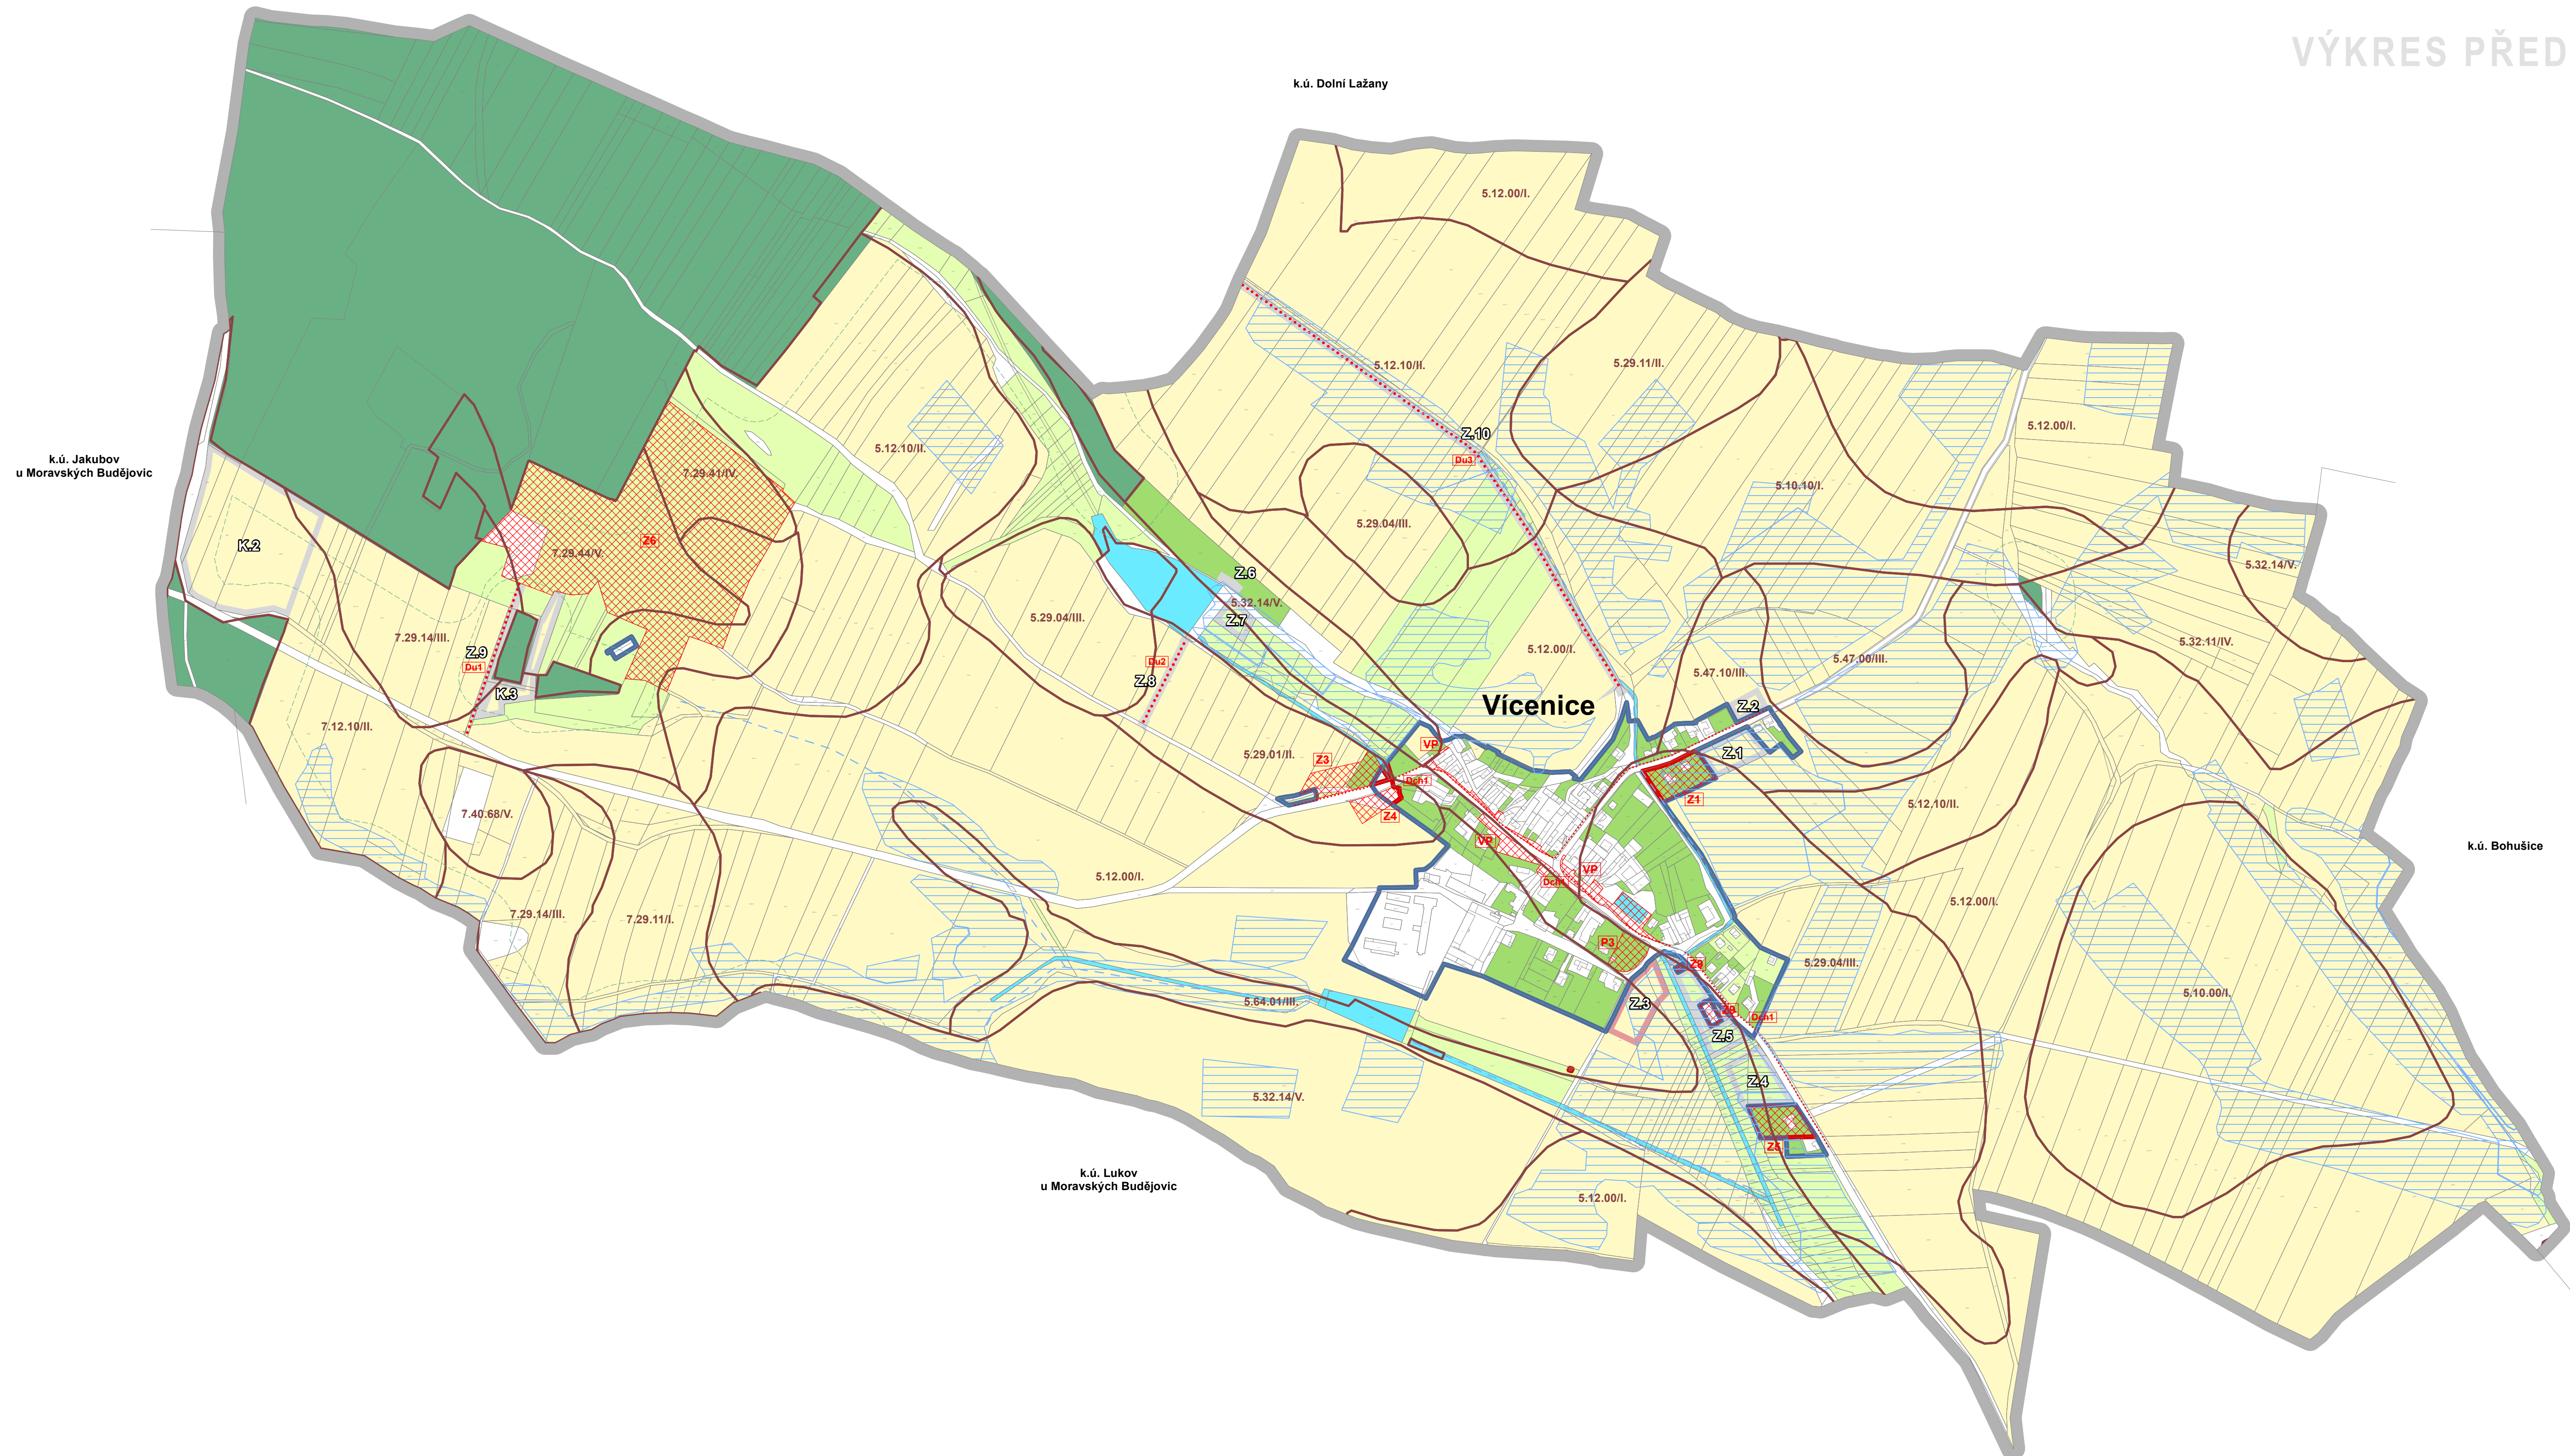 VÝKRES PŘED
k.ú. Dolní Lažany
5.12.00/I.
5.12.10/II.
5.29.11/II.
5.12.00/I.
Z.10
5.12.10/II.
Du3
k.ú. Jakubov
u Moravských Budějovic
7.29.41/IV.
5.10.10/I.
5.29.04/III.
Z6
K.2
7.29.44/V.
5.32.14/V.
Z.6
5.32.14/V.
Z.7
5.29.04/III.
7.29.14/III.
5.32.11/IV.
Z.9
Du1
5.12.00/I.
Du2
5.47.00/III.
5.47.10/III.
Z.8
K.3
Vícenice
Z.2
7.12.10/II.
VP
Z.1
5.29.01/II.
Z3
Dch1
Z1
5.12.10/II.
7.40.68/V.
Z4
VP
k.ú. Bohušice
VP
5.12.00/I.
Dch1
5.12.00/I.
7.29.14/III.
7.29.11/I.
P3
Z9
5.29.04/III.
5.10.00/I.
5.64.01/III.
Z.3
Z8
Dch1
Z.5
Z.4
5.32.14/V.
Z5
k.ú. Lukov
u Moravských Budějovic
5.12.00/I.